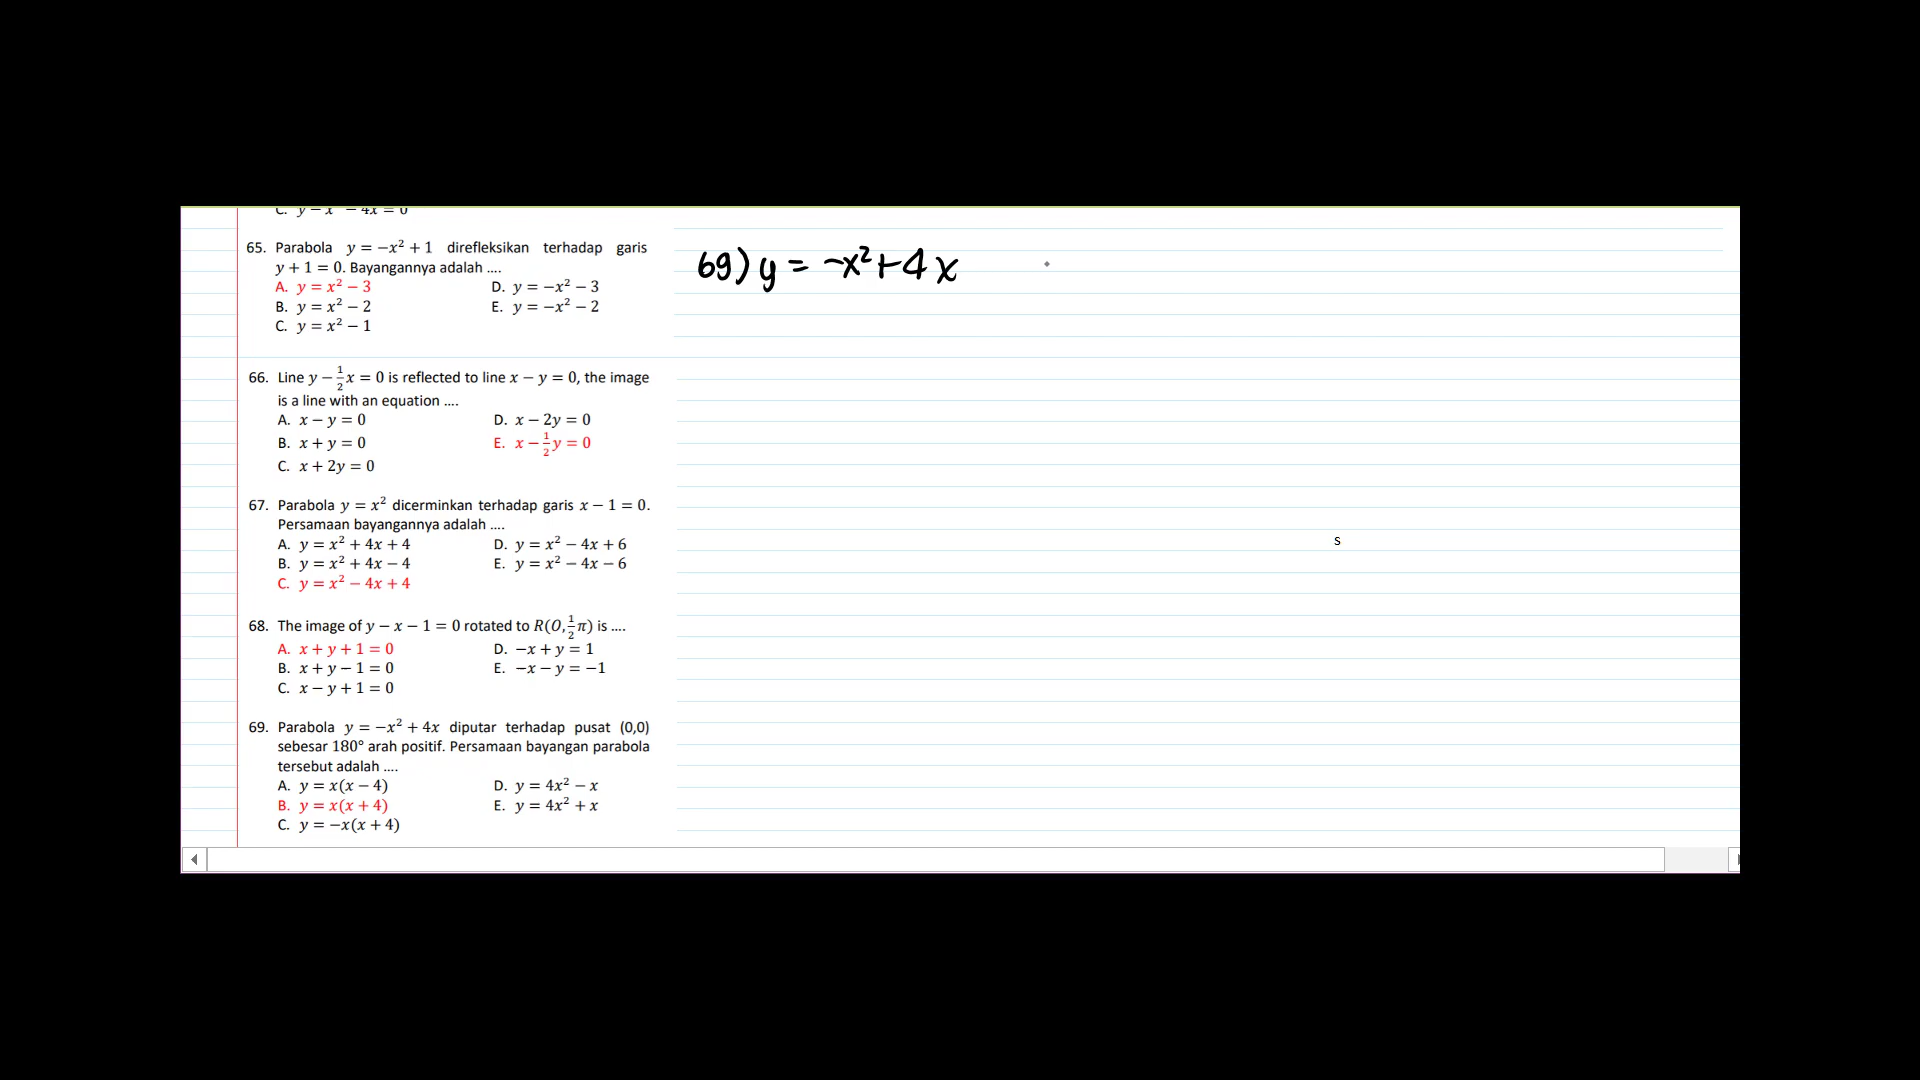 C. y − x² − 4x = 0
65. Parabola y = −x² + 1 direfleksikan terhadap garis
y + 1 = 0. Bayangannya adalah ....
A. y = x² − 3 D. y = −x² − 3
B. y = x² − 2 E. y = −x² − 2
C. y = x² − 1
66. Line y − 1/2 x = 0 is reflected to line x − y = 0, the image
is a line with an equation ....
A. x − y = 0 D. x − 2y = 0
B. x + y = 0 E. x − 1/2 y = 0
C. x + 2y = 0
67. Parabola y = x² dicerminkan terhadap garis x − 1 = 0.
Persamaan bayangannya adalah ....
A. y = x² + 4x + 4 D. y = x² − 4x + 6
B. y = x² + 4x − 4 E. y = x² − 4x − 6
C. y = x² − 4x + 4
68. The image of y − x − 1 = 0 rotated to R(O, 1/2 π) is ....
A. x + y + 1 = 0 D. −x + y = 1
B. x + y − 1 = 0 E. −x − y = −1
C. x − y + 1 = 0
69. Parabola y = −x² + 4x diputar terhadap pusat (0,0)
sebesar 180° arah positif. Persamaan bayangan parabola
tersebut adalah ....
A. y = x(x − 4) D. y = 4x² − x
B. y = x(x + 4) E. y = 4x² + x
C. y = −x(x + 4)
69) y = −x² + 4x
s